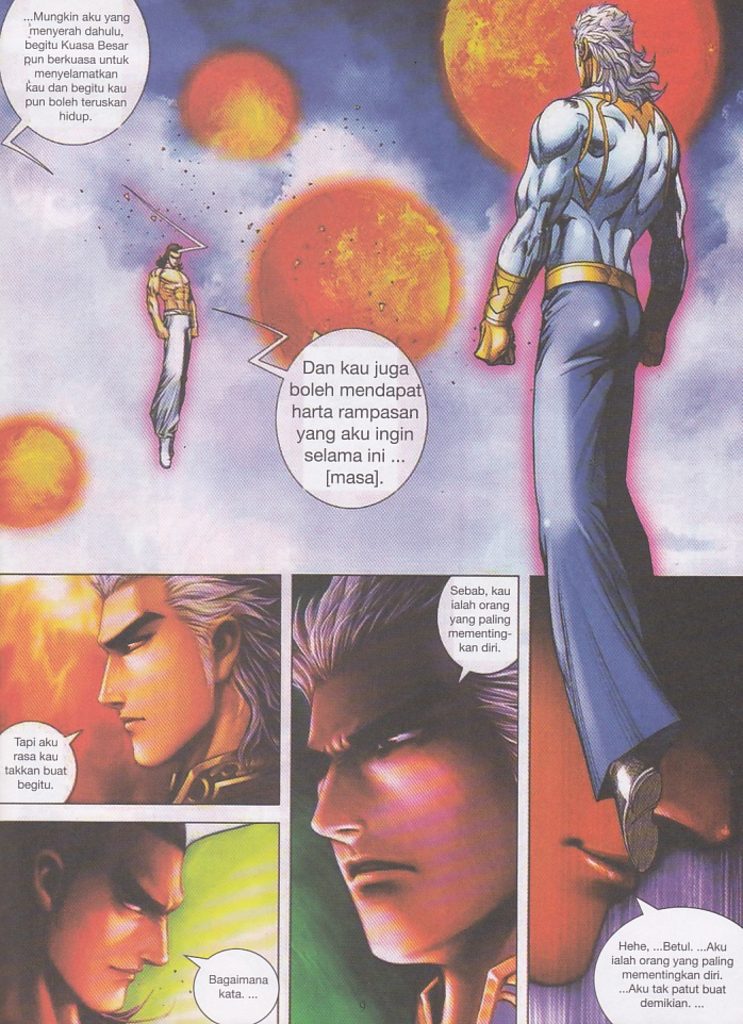 ...Mungkin aku yang
menyerah dahulu,
begitu Kuasa Besar
pun berkuasa untuk
menyelamatkan
kau dan begitu kau
pun boleh teruskan
hidup.
Dan kau juga
boleh mendapat
harta rampasan
yang aku ingin
selama ini ...
[masa].
Tapi aku
rasa kau
takkan buat
begitu.
Sebab, kau
ialah orang
yang paling
mementing-
kan diri.
Bagaimana
kata. ...
Hehe, ...Betul. ...Aku
ialah orang yang paling
mementingkan diri.
...Aku tak patut buat
demikian. ...
9